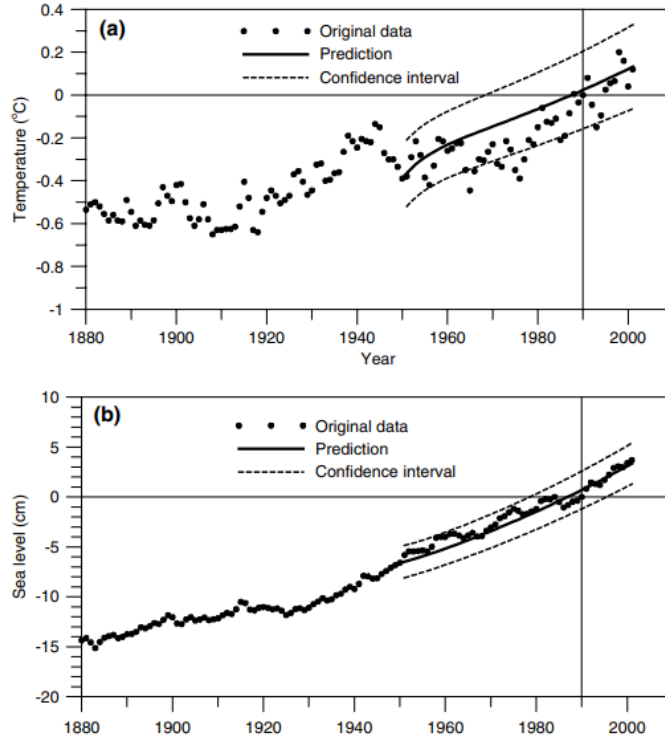 (a)
Original data
Prediction
Confidence interval
0.4
0.2
0
-0.2
-0.4
-0.6
-0.8
-1
Temperature (°C)
1880 1900 1920 1940 1960 1980 2000
Year
(b)
Original data
Prediction
Confidence interval
10
5
0
-5
-10
-15
-20
Sea level (cm)
1880 1900 1920 1940 1960 1980 2000